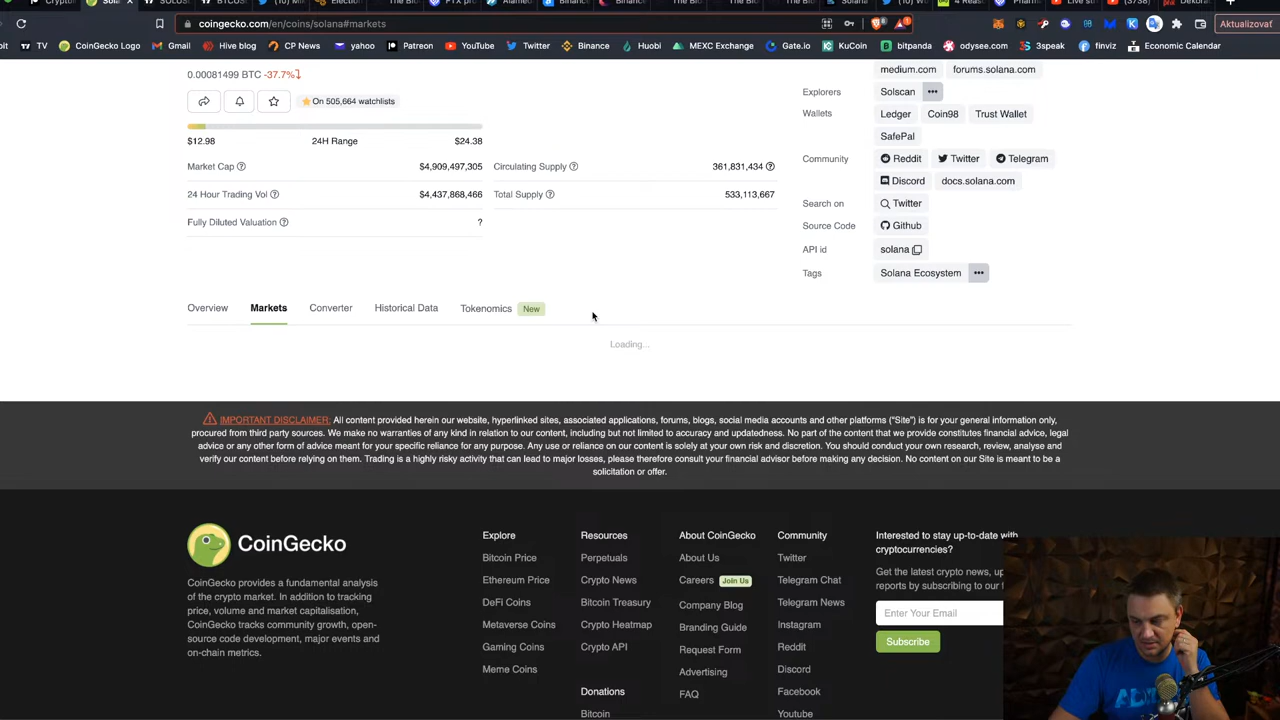 coingecko.com/en/coins/solana#markets
Aktualizovať
TV CoinGecko Logo Gmail Hive blog CP News yahoo Patreon YouTube Twitter Binance Huobi MEXC Exchange Gate.io KuCoin bitpanda odysee.com 3speak finviz Economic Calendar
0.00081499 BTC -37.7%
On 505,664 watchlists
$12.98 24H Range $24.38
Market Cap $4,909,497,305 Circulating Supply 361,831,434
24 Hour Trading Vol $4,437,868,466 Total Supply 533,113,667
Fully Diluted Valuation ?
medium.com forums.solana.com
Explorers Solscan
Wallets Ledger Coin98 Trust Wallet
SafePal
Community Reddit Twitter Telegram
Discord docs.solana.com
Search on Twitter
Source Code Github
API id solana
Tags Solana Ecosystem
Overview Markets Converter Historical Data Tokenomics New
Loading...
IMPORTANT DISCLAIMER: All content provided herein our website, hyperlinked sites, associated applications, forums, blogs, social media accounts and other platforms (“Site”) is for your general information only,
procured from third party sources. We make no warranties of any kind in relation to our content, including but not limited to accuracy and updatedness. No part of the content that we provide constitutes financial advice, legal
advice or any other form of advice meant for your specific reliance for any purpose. Any use or reliance on our content is solely at your own risk and discretion. You should conduct your own research, review, analyse and
verify our content before relying on them. Trading is a highly risky activity that can lead to major losses, please therefore consult your financial advisor before making any decision. No content on our Site is meant to be a
solicitation or offer.
CoinGecko
CoinGecko provides a fundamental analysis
of the crypto market. In addition to tracking
price, volume and market capitalisation,
CoinGecko tracks community growth, open-
source code development, major events and
on-chain metrics.
Explore
Bitcoin Price
Ethereum Price
DeFi Coins
Metaverse Coins
Gaming Coins
Meme Coins
Resources
Perpetuals
Crypto News
Bitcoin Treasury
Crypto Heatmap
Crypto API
Donations
Bitcoin
About CoinGecko
About Us
Careers Join Us
Company Blog
Branding Guide
Request Form
Advertising
FAQ
Community
Twitter
Telegram Chat
Telegram News
Instagram
Reddit
Discord
Facebook
Youtube
Interested to stay up-to-date with
cryptocurrencies?
Get the latest crypto news, up
reports by subscribing to our
Enter Your Email
Subscribe